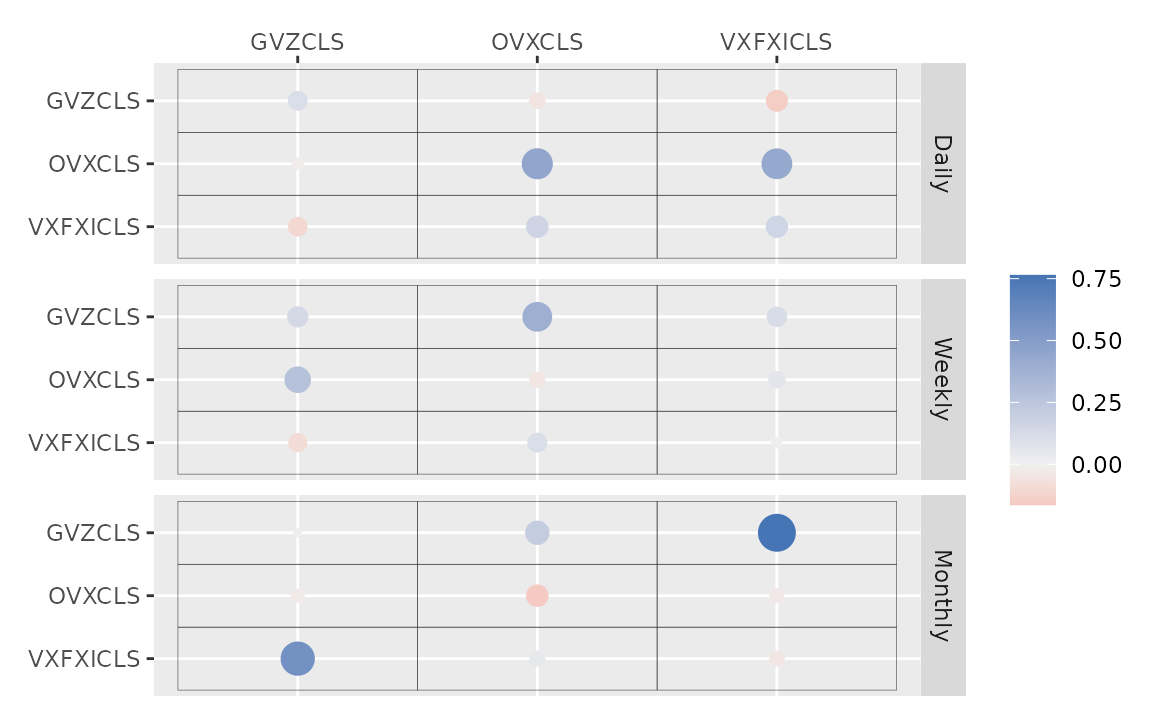 GVZCLS OVXCLS VXFXICLS
GVZCLS
OVXCLS
VXFXICLS
Daily
GVZCLS
OVXCLS
VXFXICLS
Weekly
GVZCLS
OVXCLS
VXFXICLS
Monthly
0.75
0.50
0.25
0.00